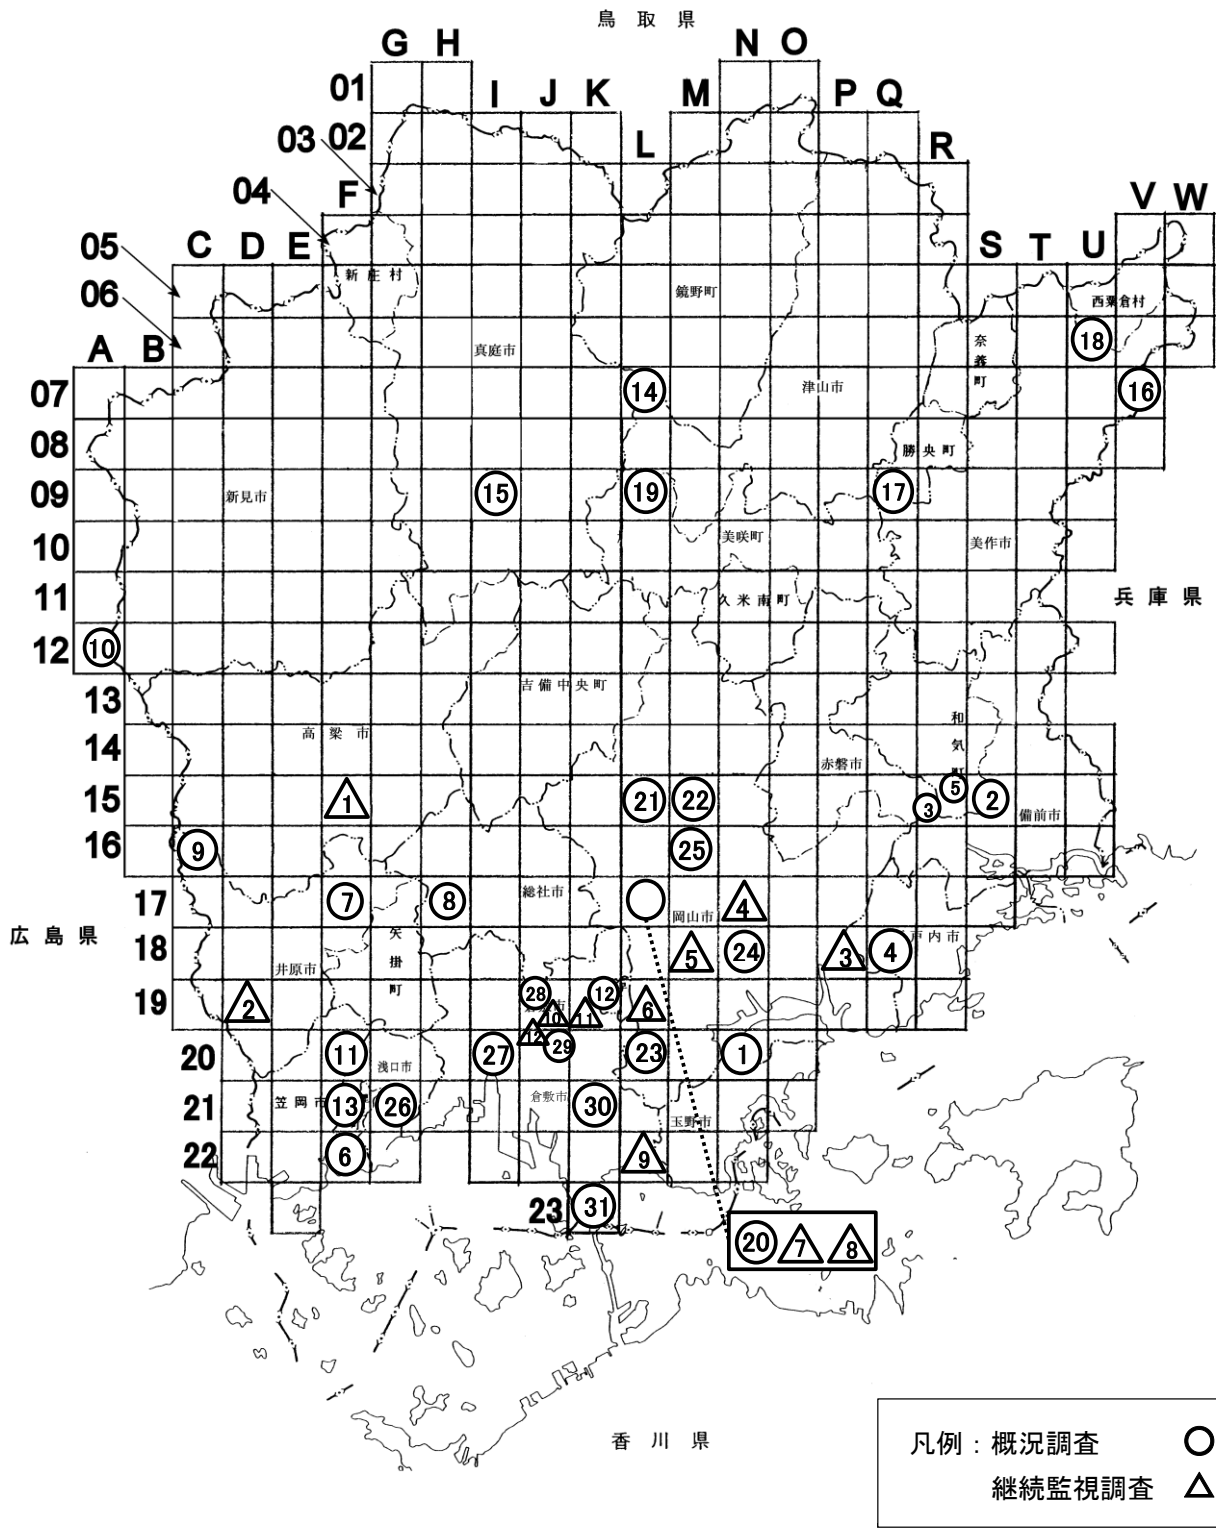 鳥 取 県
N O
G H
01 I J K M P Q
03 02 L R
04 F V W
05 C D E S T U
新庄村 鏡野町 西粟倉村
06
A B 真庭市 奈義町 18
07 14 津山市 16
08 勝央町
09 新見市 15 19 17
10 美咲町 美作市
11 久米南町 兵 庫 県
12 10
13 吉備中央町 和気町
14 高 梁 市 赤磐市
15 1 21 22 3 5 2 備前市
16 9 25
17 7 8 総社市 岡山市 4
広 島 県
18 井原市 矢掛町 5 24 3 4 戸内市
19 2 28 市 10 11 12 6
20 11 浅口市 27 12 29 23 1
21 笠岡市 13 26 倉敷市 30 玉野市
22 6 9
23 31
20 7 8
香 川 県
凡例：概況調査 ○
継続監視調査 △